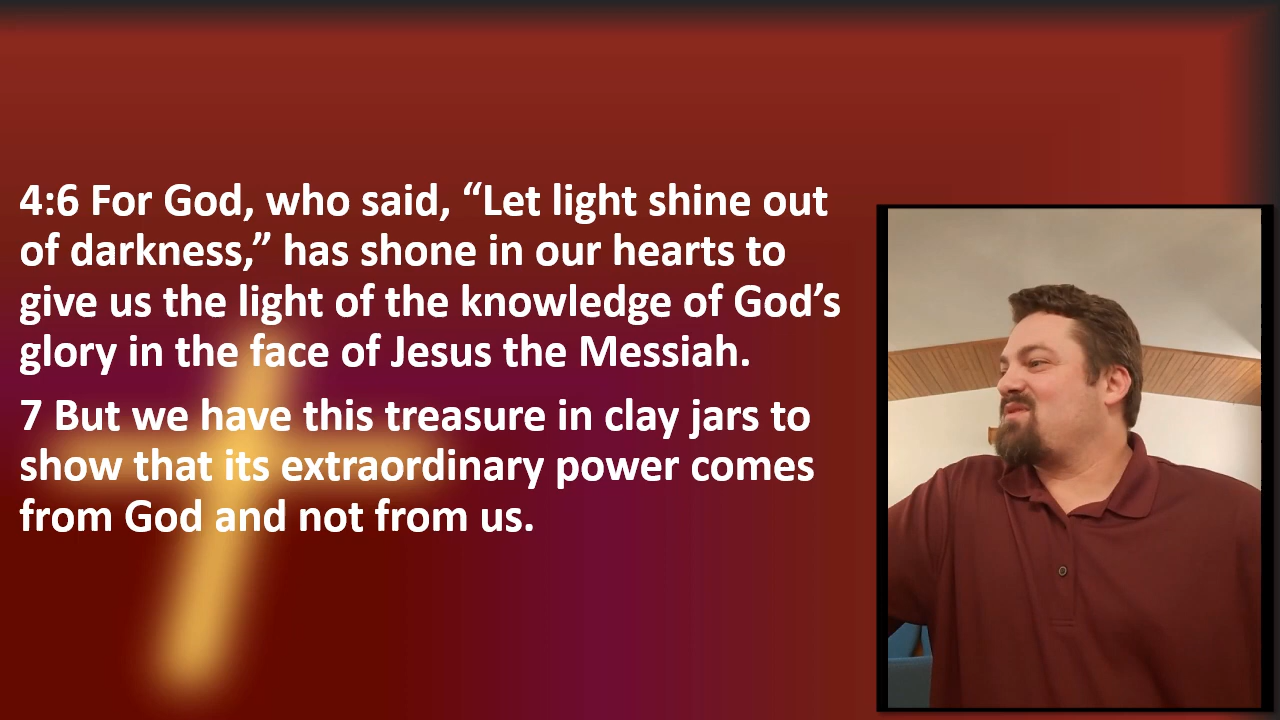 4:6 For God, who said, “Let light shine out
of darkness,” has shone in our hearts to
give us the light of the knowledge of God’s
glory in the face of Jesus the Messiah.
7 But we have this treasure in clay jars to
show that its extraordinary power comes
from God and not from us.